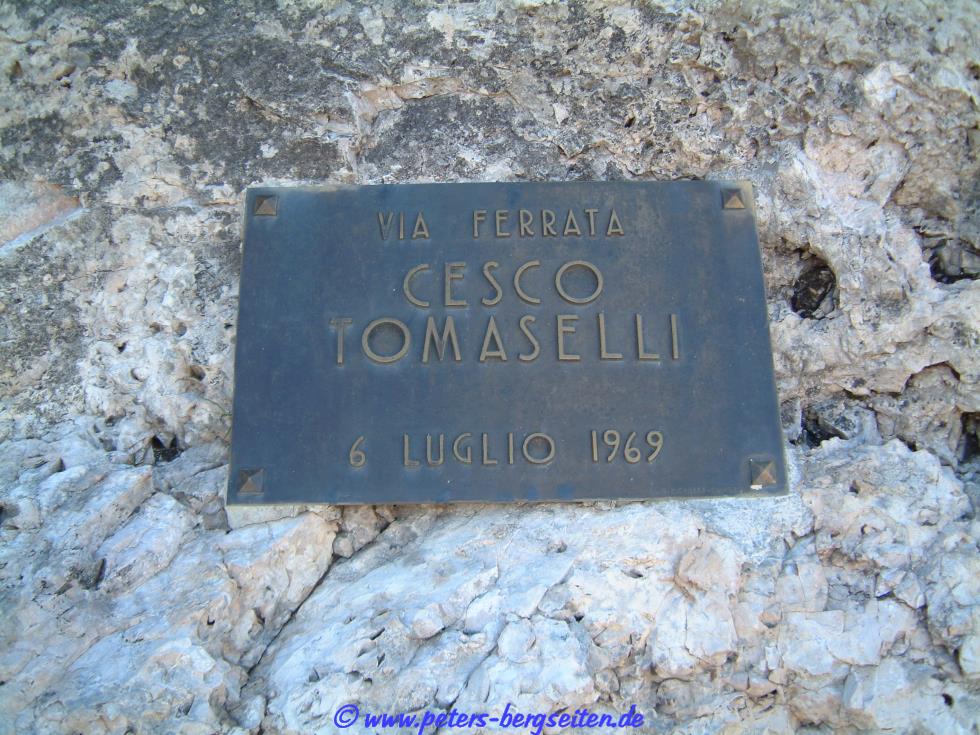 VIA FERRATA
CESCO
TOMASELLI
6 LUGLIO 1969
© www.peters-bergseiten.de